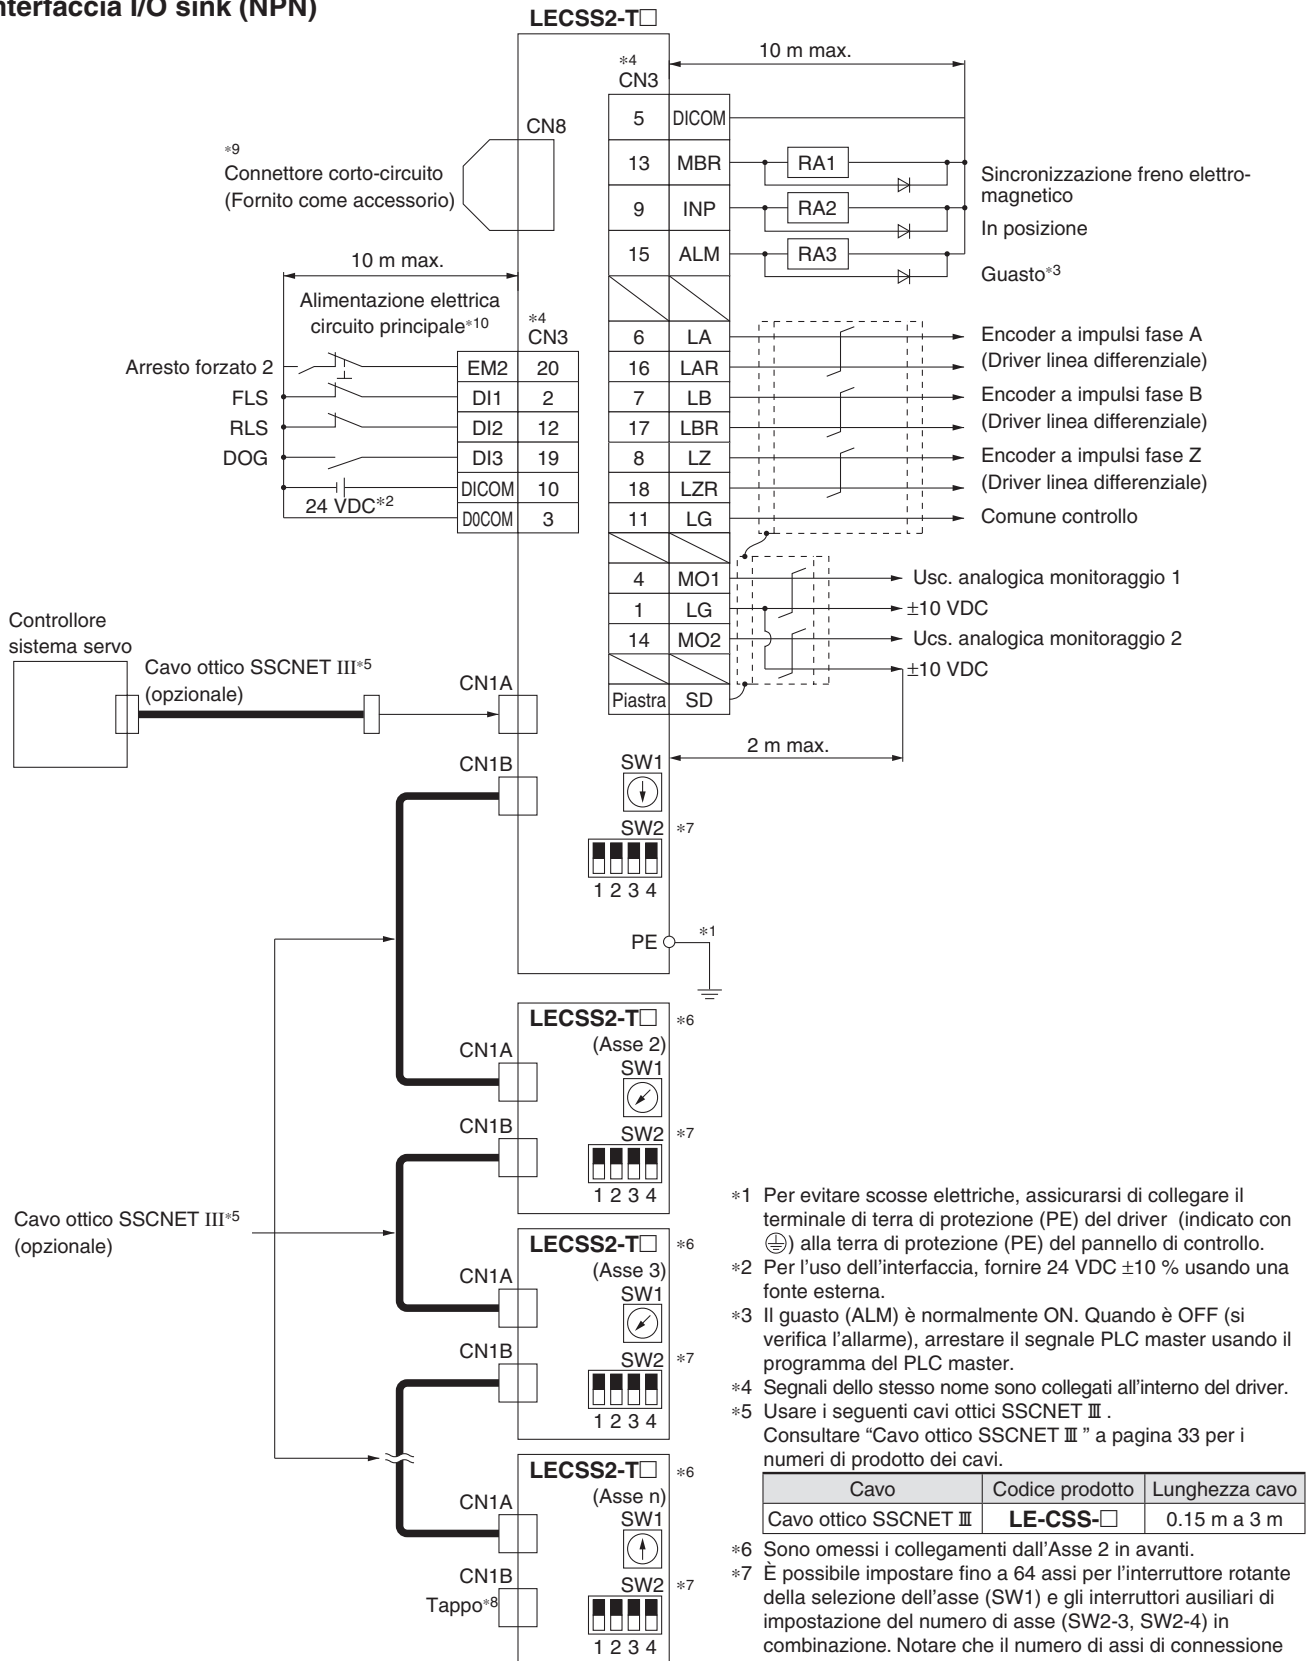 nterfaccia I/O sink (NPN)
LECSS2-T□
*4
CN3
10 m max.
5 DICOM
13 MBR RA1
9 INP RA2
15 ALM RA3
Sincronizzazione freno elettro-
magnetico
In posizione
Guasto*3
CN8
*9
Connettore corto-circuito
(Fornito come accessorio)
10 m max.
Alimentazione elettrica
circuito principale*10
*4
CN3
Arresto forzato 2 EM2 20
FLS DI1 2
RLS DI2 12
DOG DI3 19
DICOM 10
24 VDC*2
D0COM 3
6 LA Encoder a impulsi fase A
16 LAR (Driver linea differenziale)
7 LB Encoder a impulsi fase B
17 LBR (Driver linea differenziale)
8 LZ Encoder a impulsi fase Z
18 LZR (Driver linea differenziale)
11 LG Comune controllo
4 MO1 Usc. analogica monitoraggio 1
1 LG ±10 VDC
14 MO2 Ucs. analogica monitoraggio 2
±10 VDC
Piastra SD
2 m max.
Controllore
sistema servo
Cavo ottico SSCNET III*5
(opzionale)
CN1A
CN1B
SW1
SW2 *7
1 2 3 4
PE *1
LECSS2-T□ *6
(Asse 2)
CN1A
SW1
CN1B
SW2 *7
1 2 3 4
Cavo ottico SSCNET III*5
(opzionale)
LECSS2-T□ *6
(Asse 3)
CN1A
SW1
CN1B
SW2 *7
1 2 3 4
LECSS2-T□ *6
(Asse n)
CN1A
SW1
CN1B
Tappo*8
SW2 *7
1 2 3 4
*1 Per evitare scosse elettriche, assicurarsi di collegare il
terminale di terra di protezione (PE) del driver (indicato con
⏚) alla terra di protezione (PE) del pannello di controllo.
*2 Per l'uso dell'interfaccia, fornire 24 VDC ±10 % usando una
fonte esterna.
*3 Il guasto (ALM) è normalmente ON. Quando è OFF (si
verifica l'allarme), arrestare il segnale PLC master usando il
programma del PLC master.
*4 Segnali dello stesso nome sono collegati all'interno del driver.
*5 Usare i seguenti cavi ottici SSCNET Ⅲ .
Consultare “Cavo ottico SSCNET Ⅲ ” a pagina 33 per i
numeri di prodotto dei cavi.
Cavo Codice prodotto Lunghezza cavo
Cavo ottico SSCNET Ⅲ LE-CSS-□ 0.15 m a 3 m
*6 Sono omessi i collegamenti dall'Asse 2 in avanti.
*7 È possibile impostare fino a 64 assi per l'interruttore rotante
della selezione dell'asse (SW1) e gli interruttori ausiliari di
impostazione del numero di asse (SW2-3, SW2-4) in
combinazione. Notare che il numero di assi di connessione